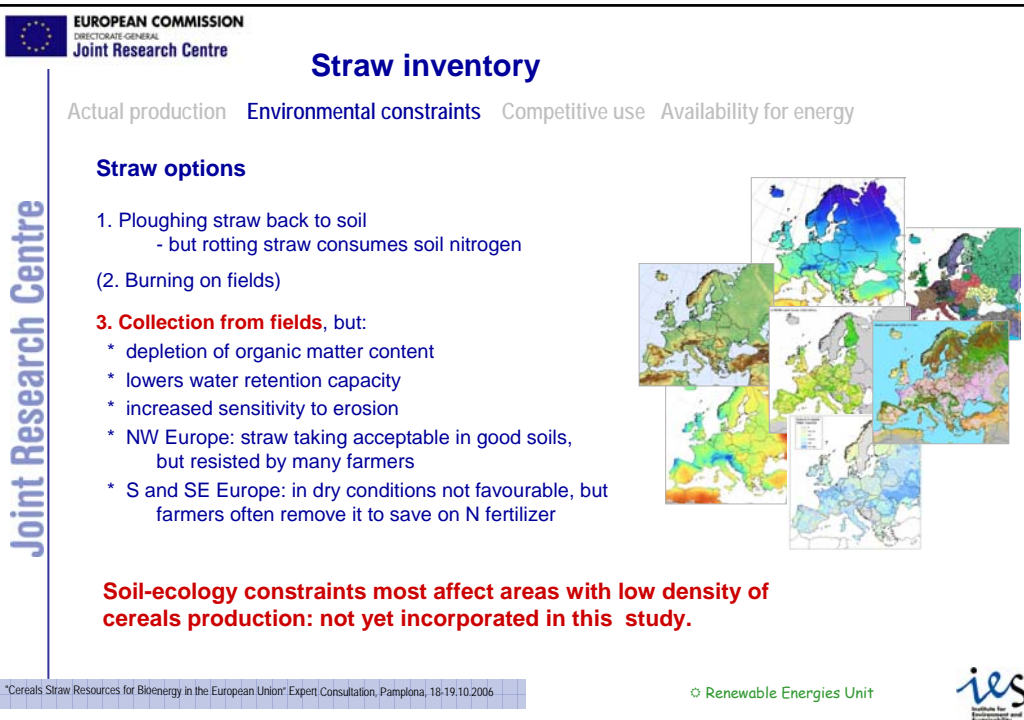 EUROPEAN COMMISSION
DIRECTORATE-GENERAL
Joint Research Centre
Straw inventory
Actual production Environmental constraints Competitive use Availability for energy
Joint Research Centre
Straw options
1. Ploughing straw back to soil
- but rotting straw consumes soil nitrogen
(2. Burning on fields)
3. Collection from fields, but:
* depletion of organic matter content
* lowers water retention capacity
* increased sensitivity to erosion
* NW Europe: straw taking acceptable in good soils,
but resisted by many farmers
* S and SE Europe: in dry conditions not favourable, but
farmers often remove it to save on N fertilizer
Soil-ecology constraints most affect areas with low density of
cereals production: not yet incorporated in this study.
"Cereals Straw Resources for Bioenergy in the European Union" Expert Consultation, Pamplona, 18-19.10.2006
Renewable Energies Unit
ies
Institute for
Environment and
Sustainability